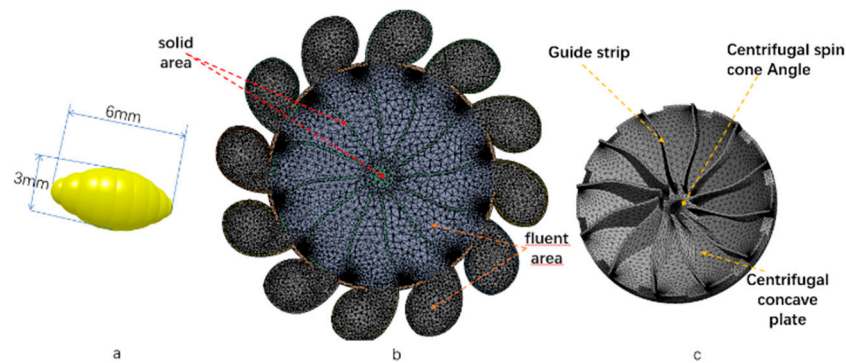 solid
area
6mm
3mm
fluent
area
Guide strip
Centrifugal spin
cone Angle
Centrifugal
concave
plate
a
b
c